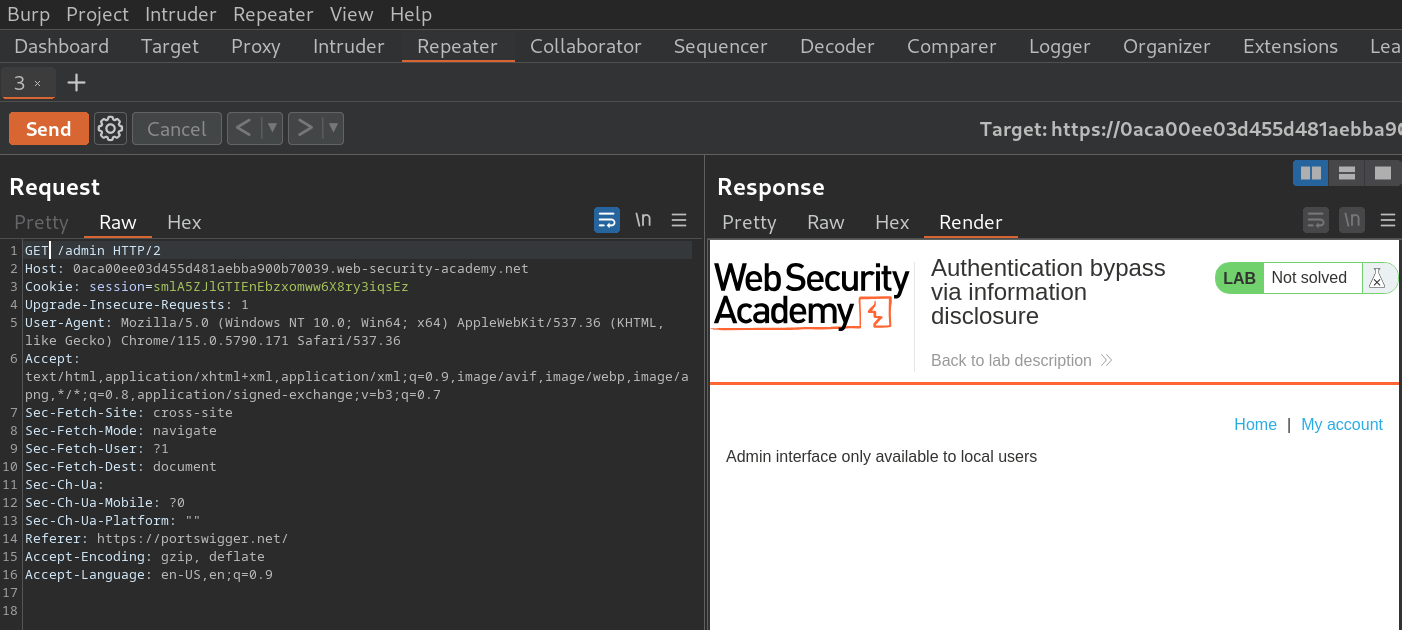 Burp Project Intruder Repeater View Help
Dashboard Target Proxy Intruder Repeater Collaborator Sequencer Decoder Comparer Logger Organizer Extensions Lea
3 × +
Send Cancel < >
Target: https://0aca00ee03d455d481aebba90
Request
Pretty Raw Hex \n
1 GET /admin HTTP/2
2 Host: 0aca00ee03d455d481aebba900b70039.web-security-academy.net
3 Cookie: session=smlA5ZJlGTIEnEbzxomww6X8ry3iqsEz
4 Upgrade-Insecure-Requests: 1
5 User-Agent: Mozilla/5.0 (Windows NT 10.0; Win64; x64) AppleWebKit/537.36 (KHTML,
like Gecko) Chrome/115.0.5790.171 Safari/537.36
6 Accept:
text/html,application/xhtml+xml,application/xml;q=0.9,image/avif,image/webp,image/a
png,*/*;q=0.8,application/signed-exchange;v=b3;q=0.7
7 Sec-Fetch-Site: cross-site
8 Sec-Fetch-Mode: navigate
9 Sec-Fetch-User: ?1
10 Sec-Fetch-Dest: document
11 Sec-Ch-Ua:
12 Sec-Ch-Ua-Mobile: ?0
13 Sec-Ch-Ua-Platform: ""
14 Referer: https://portswigger.net/
15 Accept-Encoding: gzip, deflate
16 Accept-Language: en-US,en;q=0.9
17
18
Response
Pretty Raw Hex Render \n
Web Security
Academy
Authentication bypass
via information
disclosure
LAB Not solved
Back to lab description
Home | My account
Admin interface only available to local users